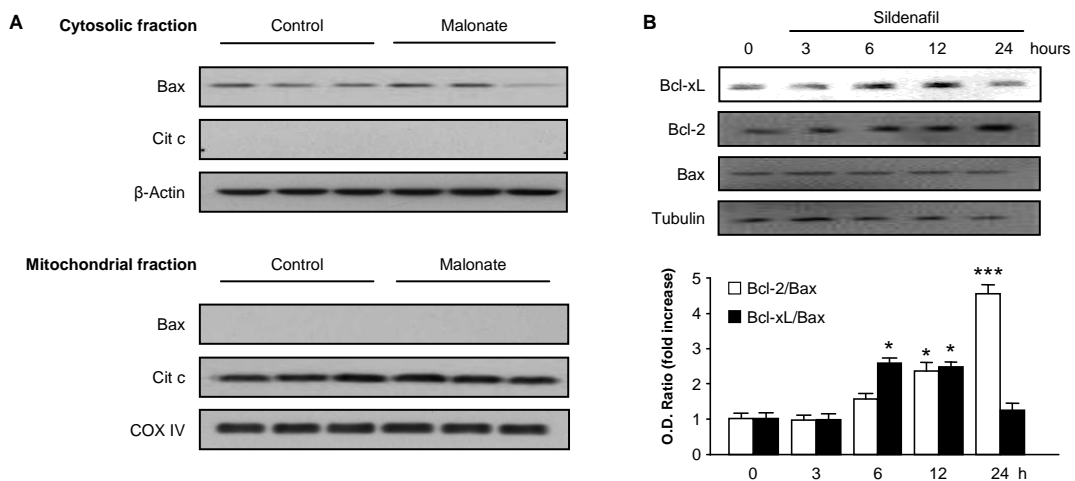 A
Cytosolic fraction Control Malonate
Bax
Cit c
β-Actin
Mitochondrial fraction Control Malonate
Bax
Cit c
COX IV
B
Sildenafil
0 3 6 12 24 hours
Bcl-xL
Bcl-2
Bax
Tubulin
O.D. Ratio (fold increase)
5
4
3
2
1
0
Bcl-2/Bax
Bcl-xL/Bax
* * * ***
0 3 6 12 24 h